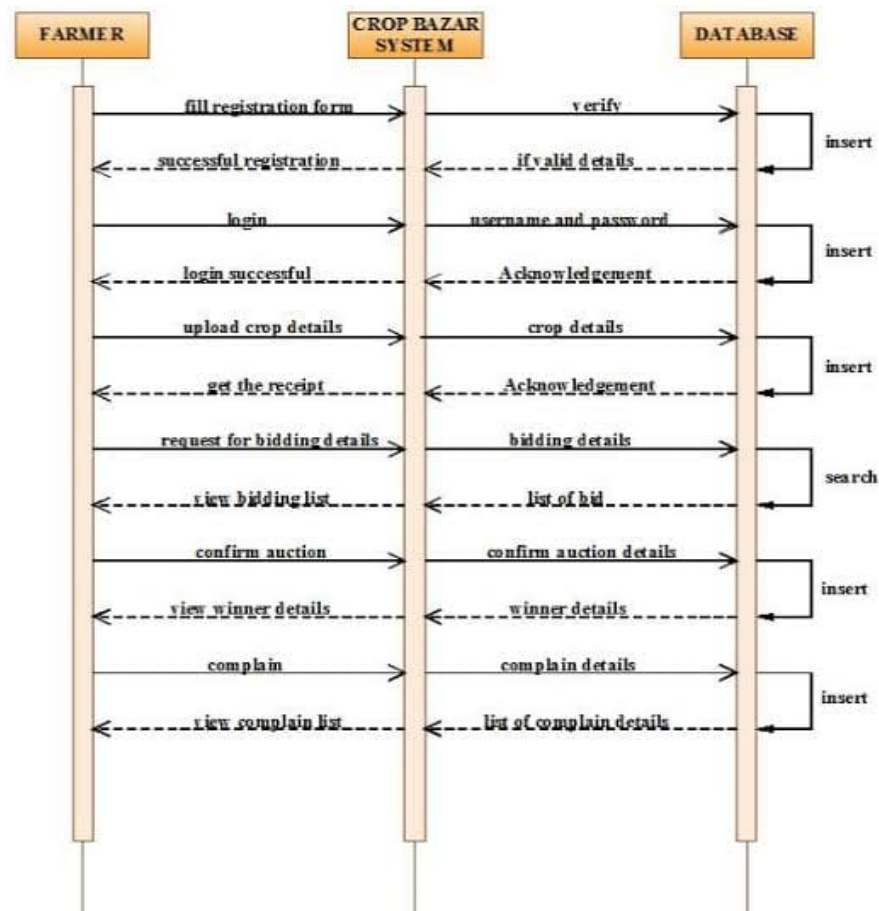 FARMER
CROP BAZAR
SYSTEM
DATABASE
fill registration form
verify
insert
successful registration
if valid details
login
username and password
insert
login successful
Acknowledgement
upload crop details
crop details
insert
get the receipt
Acknowledgement
request for bidding details
bidding details
search
view bidding list
list of bid
confirm auction
confirm auction details
insert
view winner details
winner details
complain
complain details
insert
view complain list
list of complain details